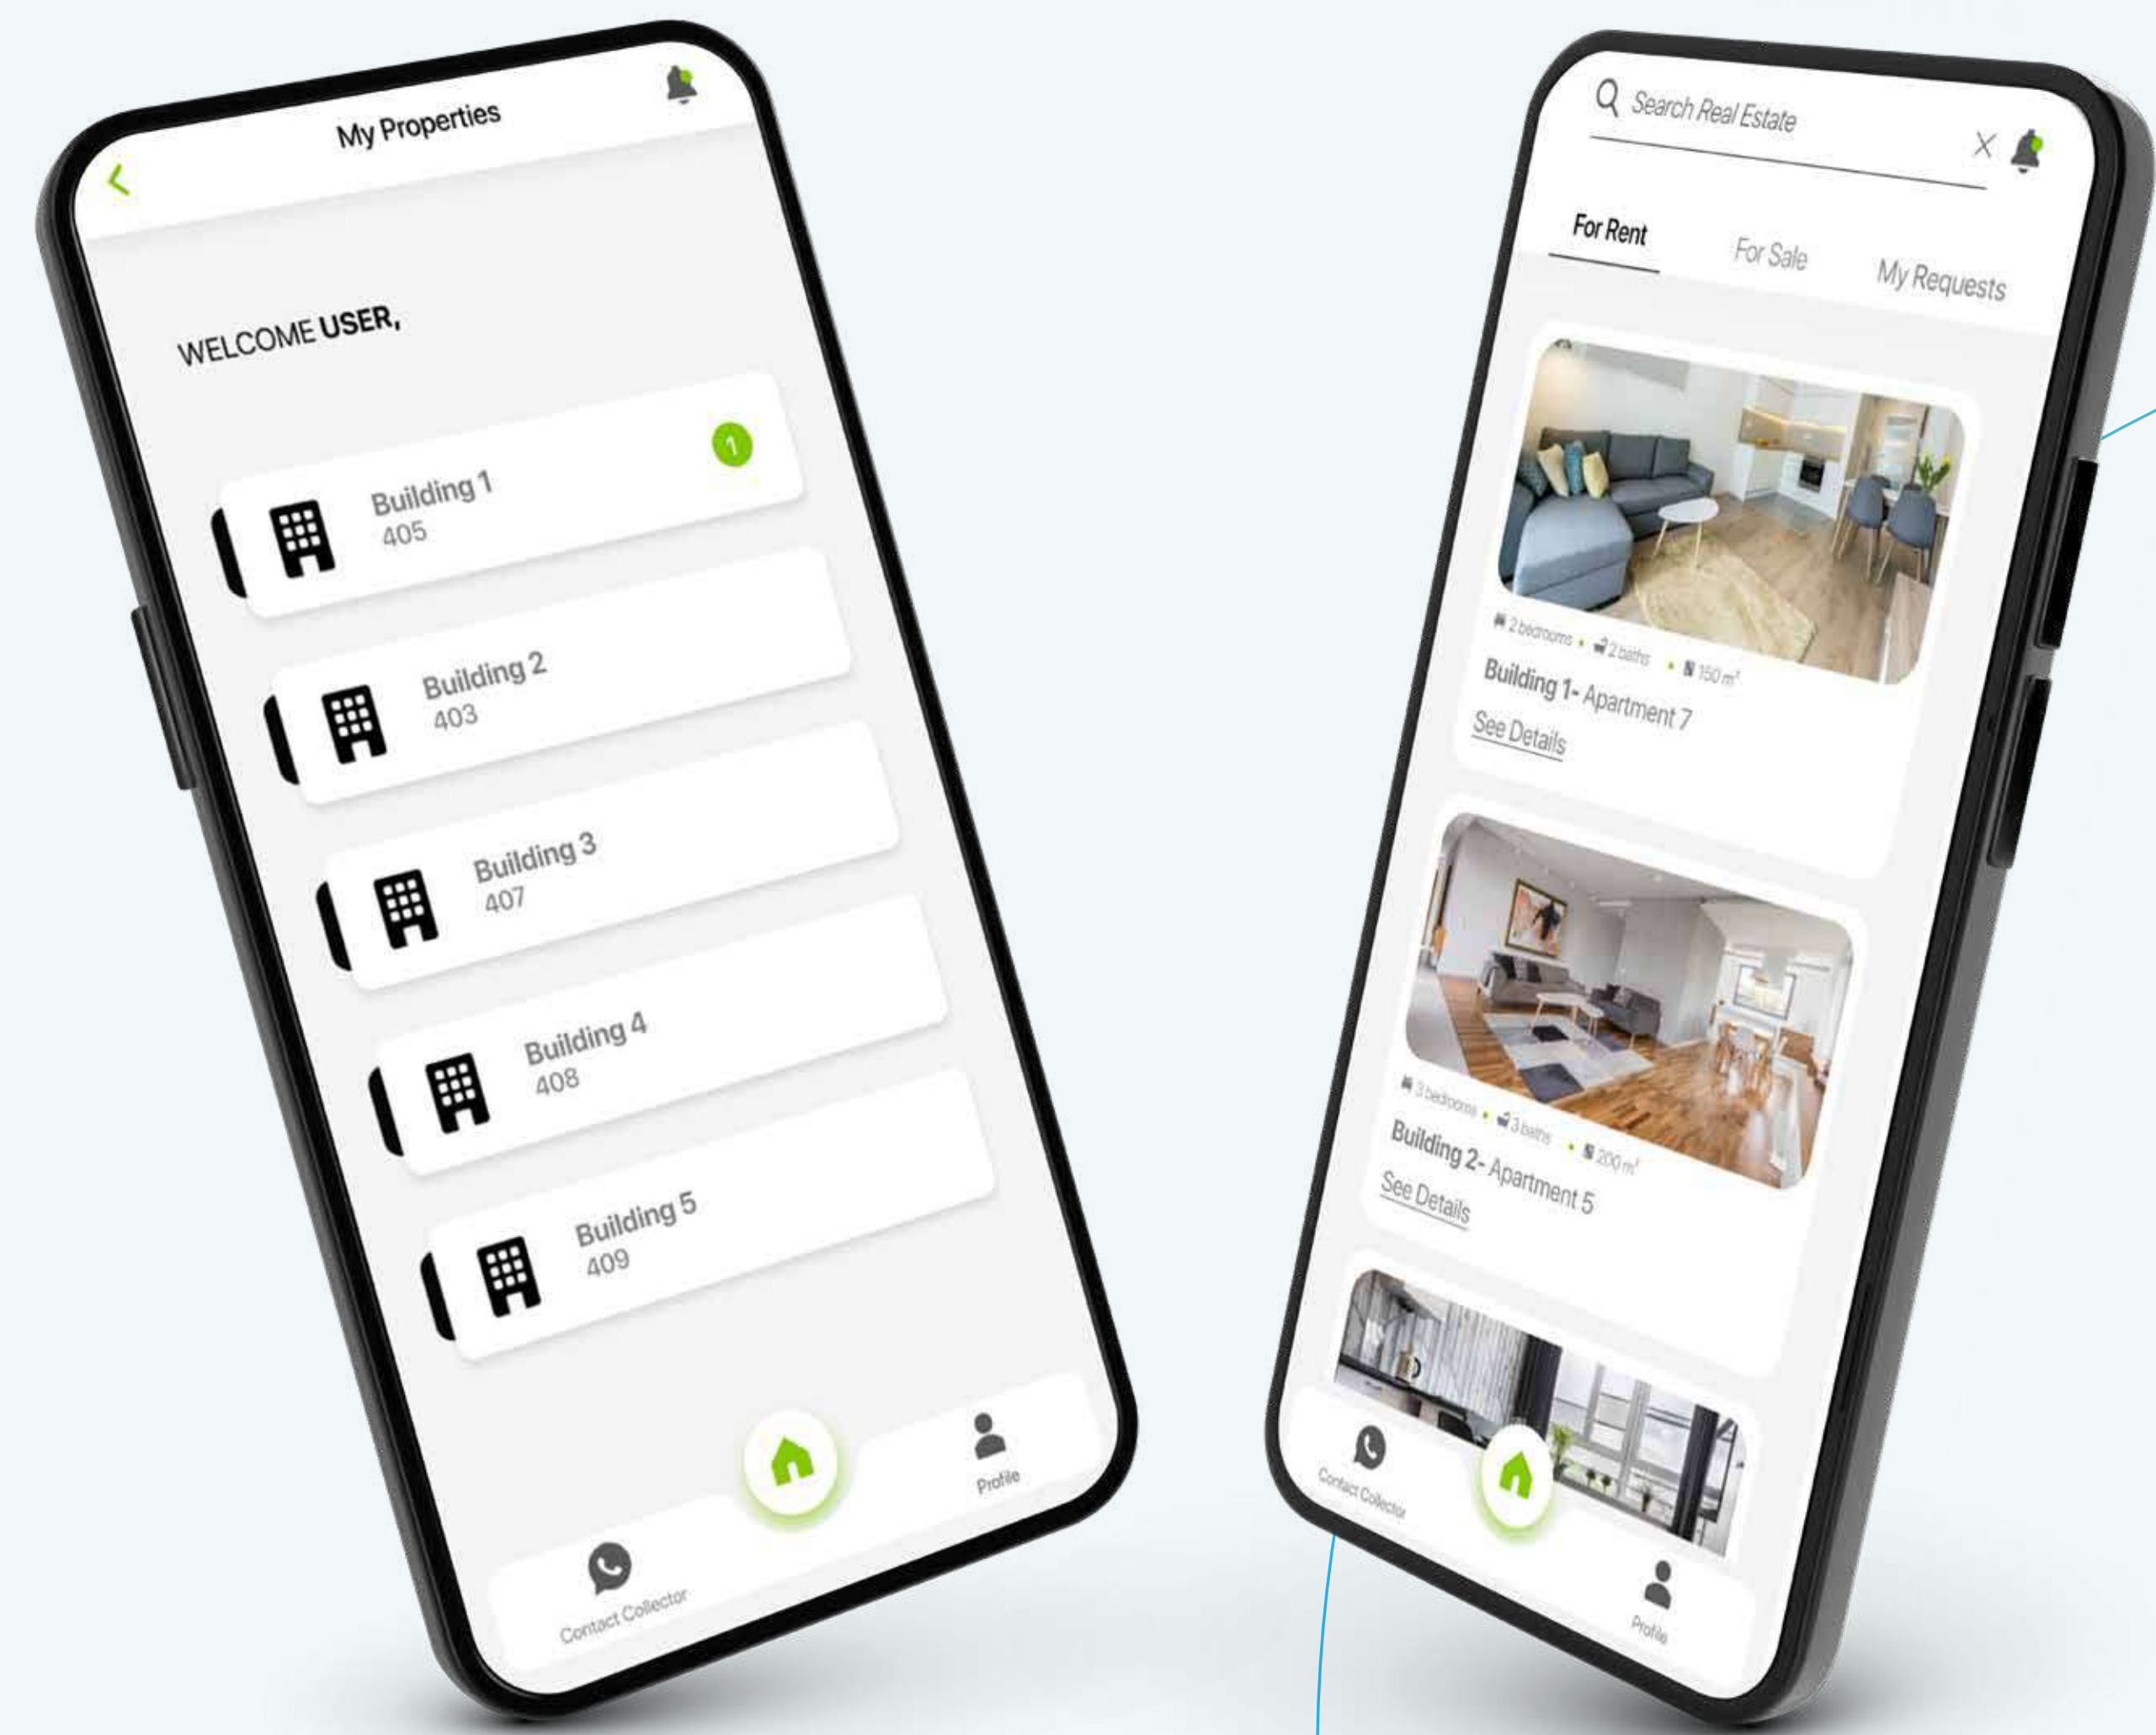 My Properties
WELCOME USER,
Building 1
405
1
Building 2
403
Building 3
407
Building 4
408
Building 5
409
Contact Collector
Profile
Search Real Estate
For Rent
For Sale
My Requests
2 bedrooms • 2 baths • 150 m²
Building 1- Apartment 7
See Details
3 bedrooms • 3 baths • 200 m²
Building 2- Apartment 5
See Details
Contact Collector
Profile